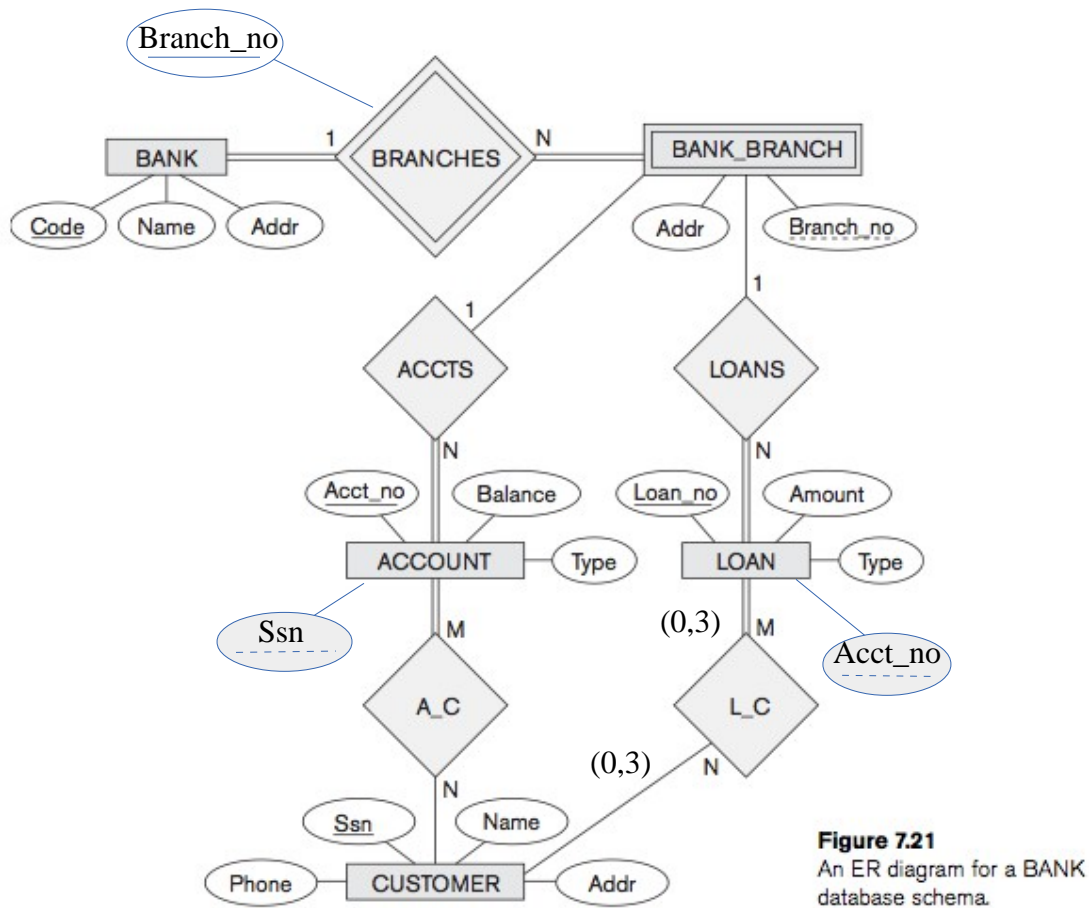 Branch_no
1
N
BANK
BRANCHES
BANK_BRANCH
Code
Name
Addr
Addr
Branch_no
1
1
ACCTS
LOANS
N
N
Acct_no
Balance
Loan_no
Amount
ACCOUNT
Type
LOAN
Type
(0,3)
Ssn
M
M
Acct_no
A_C
L_C
(0,3)
N
N
Ssn
Name
Phone
CUSTOMER
Addr
Figure 7.21
An ER diagram for a BANK
database schema.